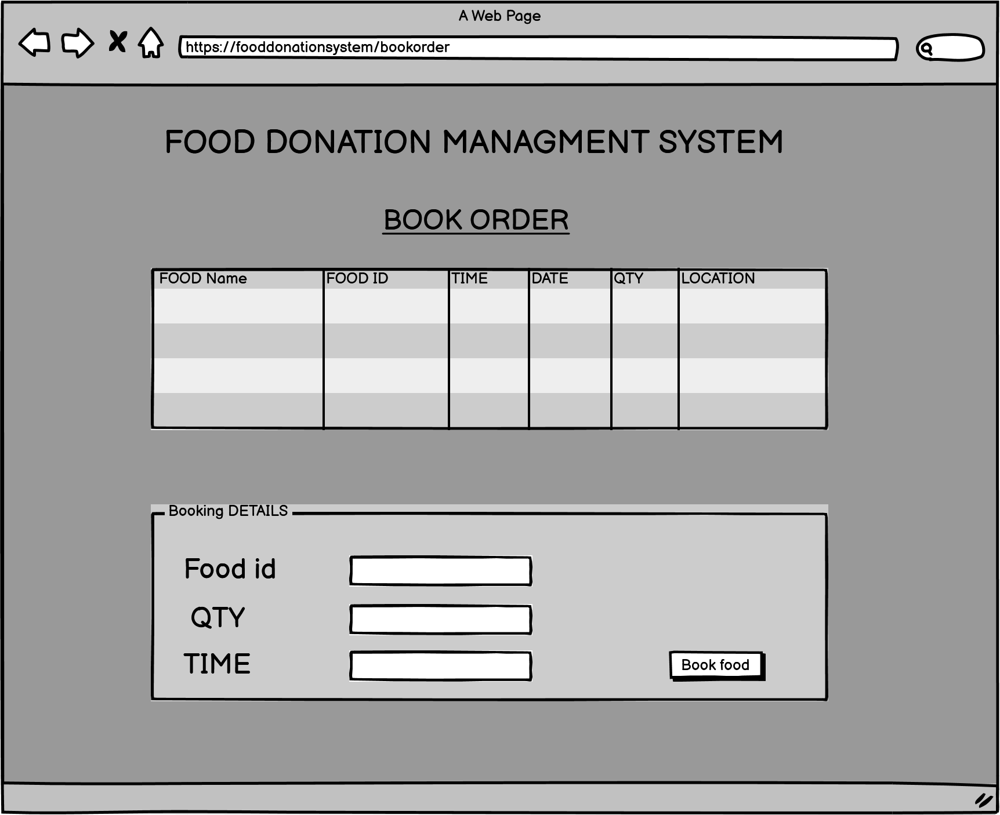 A Web Page
https://fooddonationsystem/bookorder
FOOD DONATION MANAGMENT SYSTEM
BOOK ORDER
FOOD Name FOOD ID TIME DATE QTY LOCATION
Booking DETAILS
Food id
QTY
TIME
Book food